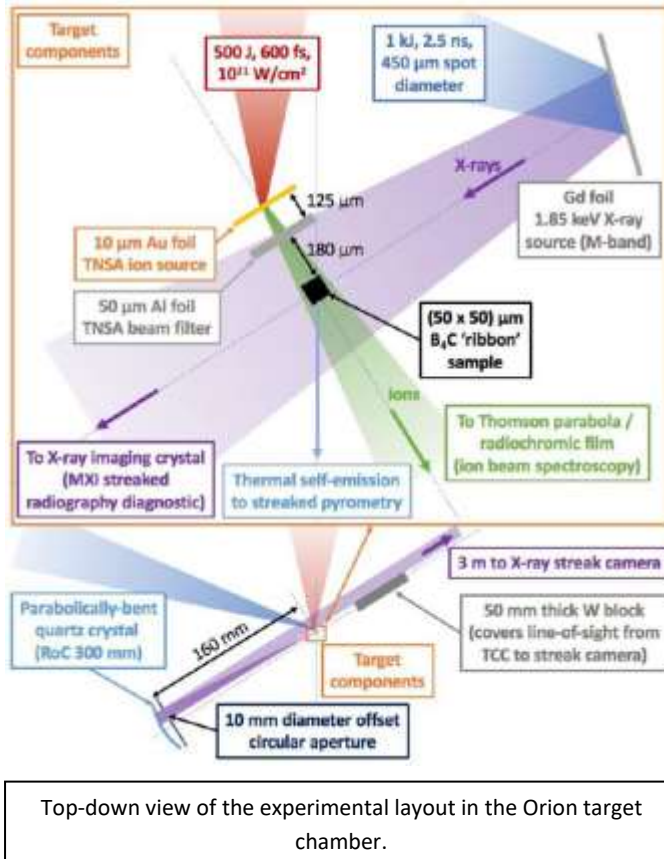 Target
components
500 J, 600 fs,
10²¹ W/cm²
1 kJ, 2.5 ns,
450 μm spot
diameter
X-rays
125 μm
10 μm Au foil
TNSA ion source
180 μm
Gd foil
1.85 keV X-ray
source (M-band)
50 μm Al foil
TNSA beam filter
(50 x 50) μm
B₄C 'ribbon'
sample
ions
To X-ray imaging crystal
(MXI streaked
radiography diagnostic)
Thermal self-emission
to streaked pyrometry
To Thomson parabola /
radiochromic film
(ion beam spectroscopy)
3 m to X-ray streak camera
Parabolically-bent
quartz crystal
(RoC 300 mm)
160 mm
50 mm thick W block
(covers line-of-sight from
TCC to streak camera)
Target
components
10 mm diameter offset
circular aperture
Top-down view of the experimental layout in the Orion target
chamber.